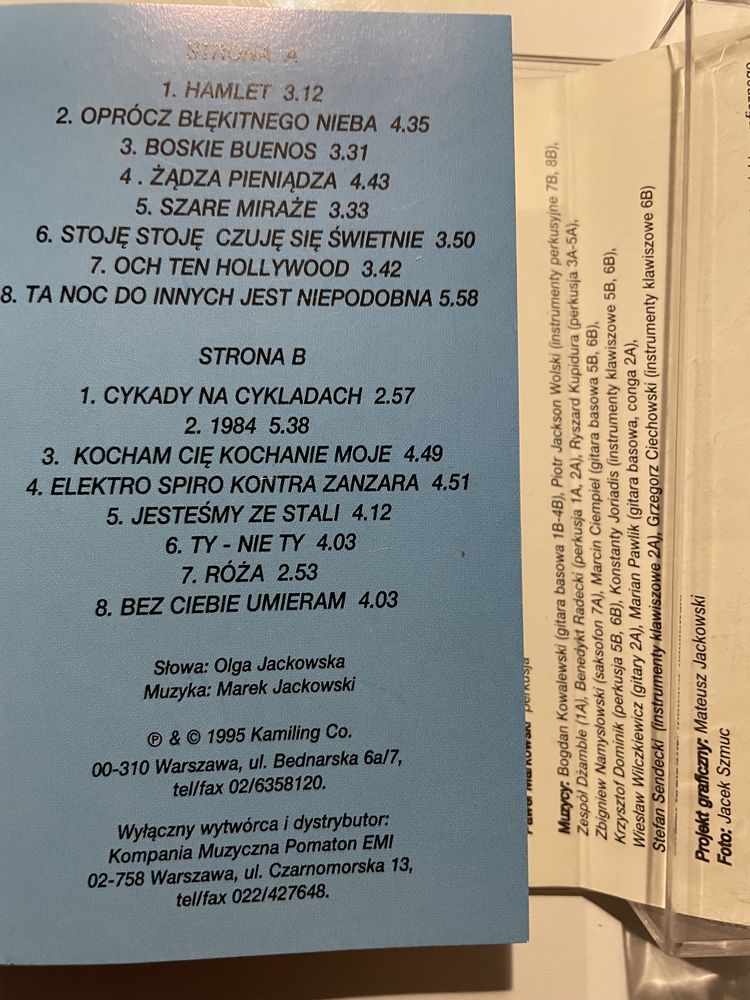 STRONA A
1. HAMLET 3.12
2. OPRÓCZ BŁĘKITNEGO NIEBA 4.35
3. BOSKIE BUENOS 3.31
4 . ŻĄDZA PIENIĄDZA 4.43
5. SZARE MIRAŻE 3.33
6. STOJĘ STOJĘ CZUJĘ SIĘ ŚWIETNIE 3.50
7. OCH TEN HOLLYWOOD 3.42
8. TA NOC DO INNYCH JEST NIEPODOBNA 5.58
STRONA B
1. CYKADY NA CYKLADACH 2.57
2. 1984 5.38
3. KOCHAM CIĘ KOCHANIE MOJE 4.49
4. ELEKTRO SPIRO KONTRA ZANZARA 4.51
5. JESTEŚMY ZE STALI 4.12
6. TY - NIE TY 4.03
7. RÓŻA 2.53
8. BEZ CIEBIE UMIERAM 4.03
Słowa: Olga Jackowska
Muzyka: Marek Jackowski
℗ & © 1995 Kamiling Co.
00-310 Warszawa, ul. Bednarska 6a/7,
tel/fax 02/6358120.
Wyłączny wytwórca i dystrybutor:
Kompania Muzyczna Pomaton EMI
02-758 Warszawa, ul. Czarnomorska 13,
tel/fax 022/427648.
Paweł Markowski perkusja
Muzycy: Bogdan Kowalewski (gitara basowa 1B-4B), Piotr Jackson Wolski (instrumenty perkusyjne 7B, 8B),
Zespół Dżamble (1A), Benedykt Radecki (perkusja 1A, 2A), Ryszard Kupidura (perkusja 3A-5A),
Zbigniew Namysłowski (saksofon 7A), Marcin Ciempiel (gitara basowa 5B, 6B),
Krzysztof Dominik (perkusja 5B, 6B), Konstanty Joriadis (instrumenty klawiszowe 5B, 6B),
Wiesław Wilczkiewicz (gitary 2A), Marian Pawlik (gitara basowa, conga 2A),
Stefan Sendecki (instrumenty klawiszowe 2A), Grzegorz Ciechowski (instrumenty klawiszowe 6B)
Projekt graficzny: Mateusz Jackowski
Foto: Jacek Szmuc